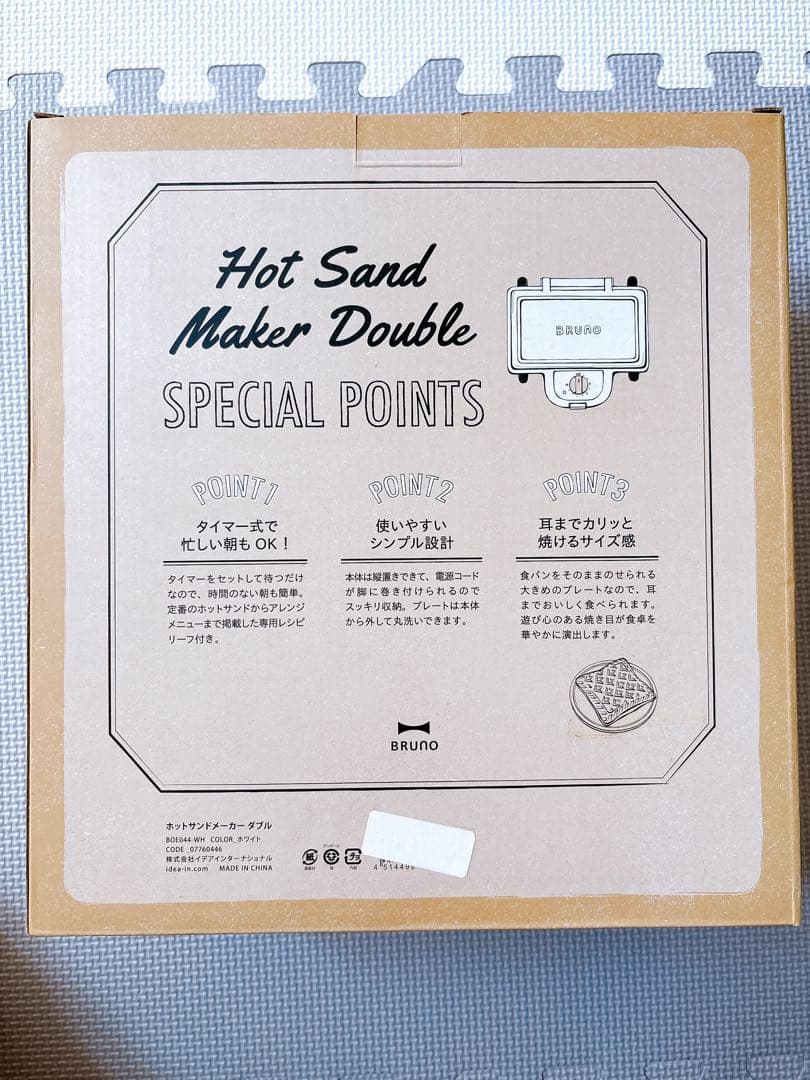 Hot Sand
Maker Double
BRUNO
SPECIAL POINTS
POINT1
タイマー式で
忙しい朝も OK！
タイマーをセットして待つだけ
なので、時間のない朝も簡単。
定番のホットサンドからアレンジ
メニューまで掲載した専用レシピ
リーフ付き。
POINT2
使いやすい
シンプル設計
本体は縦置きできて、電源コード
が脚に巻き付けられるので
スッキリ収納。プレートは本体
から外して丸洗いできます。
POINT3
耳までカリッと
焼けるサイズ感
食パンをそのままのせられる
大きめのプレートなので、耳
までおいしく食べられます。
遊び心のある焼き目が食卓を
華やかに演出します。
BRUNO
ホットサンドメーカー ダブル
BOE044-WH COLOR_ホワイト
CODE_07760446
株式会社イデアインターナショナル
idea-in.com MADE IN CHINA
紙